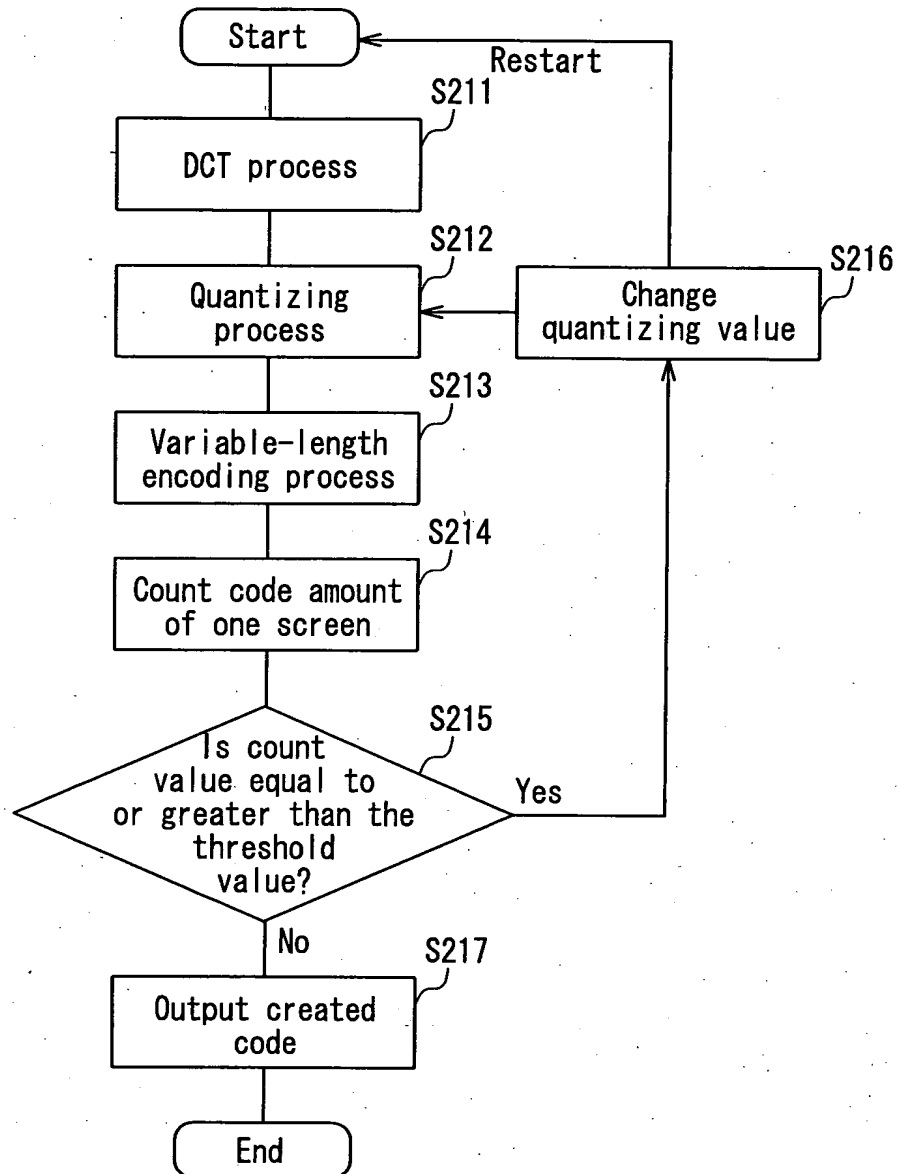 Start
Restart
S211
DCT process
S212
Quantizing
process
S216
Change
quantizing value
S213
Variable-length
encoding process
S214
Count code amount
of one screen
S215
Is count
value equal to
or greater than the
threshold
value?
Yes
No
S217
Output created
code
End